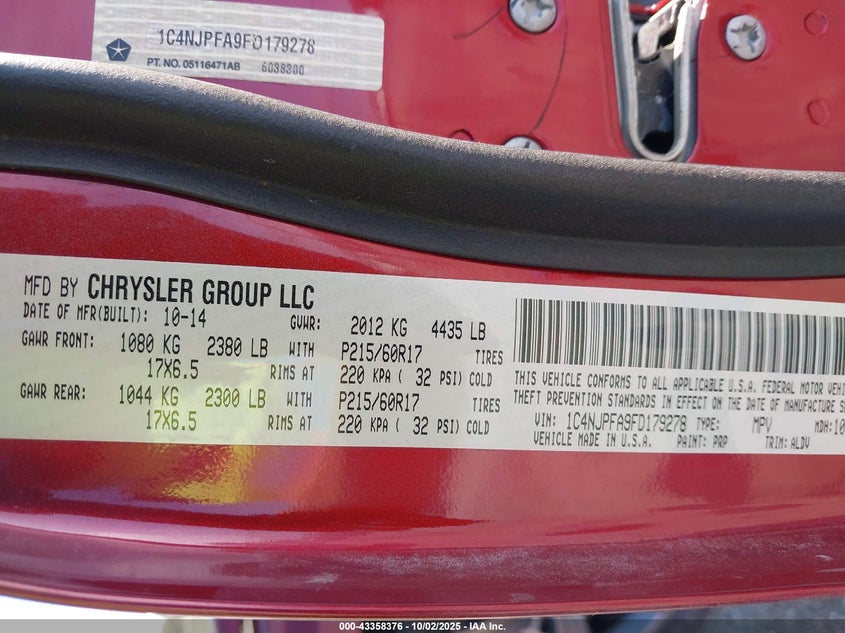 1C4NJPFA9FD179278
PT. NO. 05116471AB 6038300
MFD BY CHRYSLER GROUP LLC
DATE OF MFR(BUILT): 10-14 GVWR: 2012 KG 4435 LB
GAWR FRONT: 1080 KG 2380 LB WITH P215/60R17 TIRES
17X6.5 RIMS AT 220 KPA ( 32 PSI) COLD
GAWR REAR: 1044 KG 2300 LB WITH P215/60R17 TIRES
17X6.5 RIMS AT 220 KPA ( 32 PSI) COLD
THIS VEHICLE CONFORMS TO ALL APPLICABLE U.S.A. FEDERAL MOTOR VEHI
THEFT PREVENTION STANDARDS IN EFFECT ON THE DATE OF MANUFACTURE S
VIN: 1C4NJPFA9FD179278 TYPE: MPV MDH:10
VEHICLE MADE IN U.S.A. PAINT: PRP TRIM: ALDV
000-43358376 - 10/02/2025 - IAA Inc.